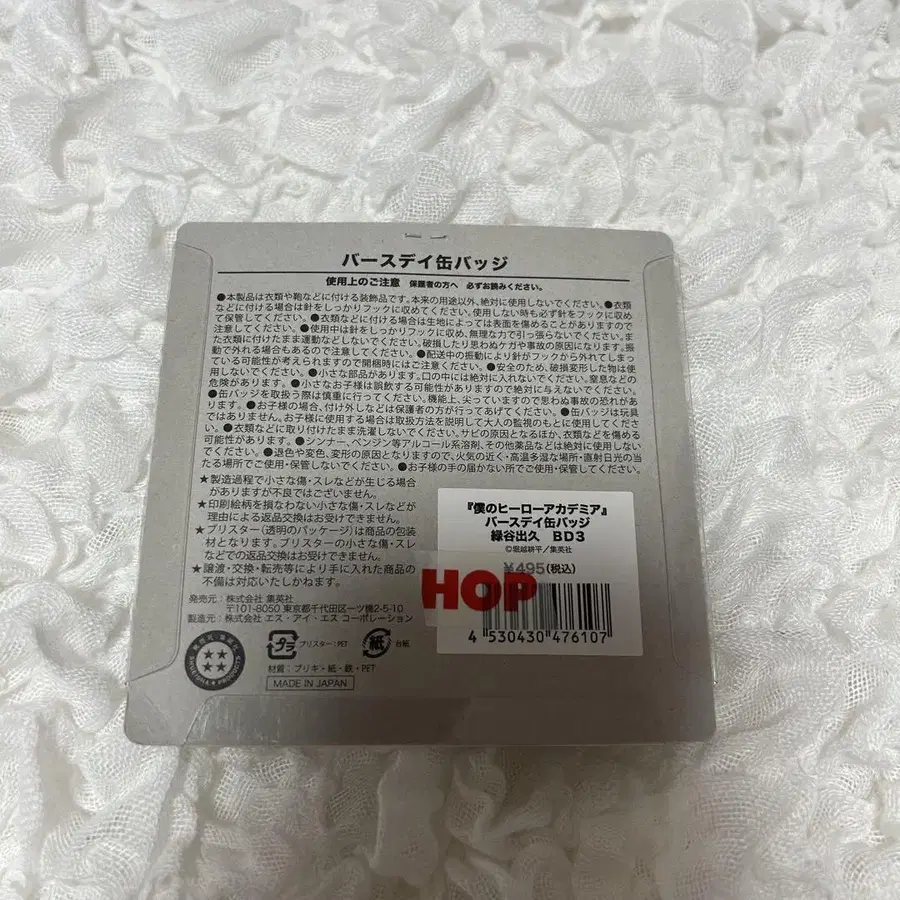 バースデイ缶バッジ
使用上のご注意 保護者の方へ 必ずお読みください。
●本製品は衣類や鞄などに付ける装飾品です。本来の用途以外、絶対に使用しないでください。●衣類
などに付ける場合は針をしっかりフックに収めてください。使用しない時も必ず針をフックに収め
て保管してください。●衣類などに付ける場合は生地によっては表面を傷めることがありますので
注意してください。●使用中は針をしっかりフックに収め、無理な力で引っ張らないでください。ま
た衣類に付けたまま運動などしないでください。破損したり思わぬケガや事故の原因になります。振
動で外れる場合もあるので注意してください。●配送中の振動により針がフックから外れてしまっ
ている可能性が考えられますので開梱時にはご注意ください。●安全のため、破損変形した物は使
用しないでください。●小さな部品があります。口の中には絶対に入れないでください。窒息などの
危険があります。●小さなお子様は誤飲する可能性がありますので絶対に与えないでください。
●缶バッジを取扱う際は慎重に行ってください。機能上、尖っていますので思わぬ事故の恐れがあ
ります。●お子様の場合、付け外しなどは保護者の方が行ってあげてください。●缶バッジは玩具
ではありません。お子様に使用する場合は取扱方法を説明して大人の監視のもとに使用してくださ
い。●衣類などに取り付けたまま洗濯しないでください。サビの原因となるほか、衣類などを傷める
可能性があります。●シンナー、ベンジン等アルコール系溶剤、その他薬品などは絶対に使用しない
でください。●退色や変色、変形の原因となりますので、火気の近く・高温多湿な場所・直射日光の当
たる場所でご使用・保管しないでください。●お子様の手の届かない所でご使用・保管してください。
★製造過程で小さな傷・スレなどが生じる場合
がありますが不良ではございません。
★印刷絵柄を損なわない小さな傷・スレなどが
理由による返品交換はお受けできません。
★ブリスター(透明のパッケージ)は商品の包装
材となります。ブリスターの小さな傷・スレ
などでの返品交換はお受けできません。
★譲渡・交換・転売等により手に入れた商品の
不備は対応いたしかねます。
発売元:株式会社 集英社
〒101-8050 東京都千代田区一ツ橋2-5-10
製造元:株式会社 エス・アイ・エス コーポレーション
プラ
ブリスター:PET
紙
台紙
材質:ブリキ・紙・鉄・PET
MADE IN JAPAN
『僕のヒーローアカデミア』
バースデイ缶バッジ
緑谷出久 BD3
©堀越耕平/集英社
¥495(税込)
HOP
4 530430 476107